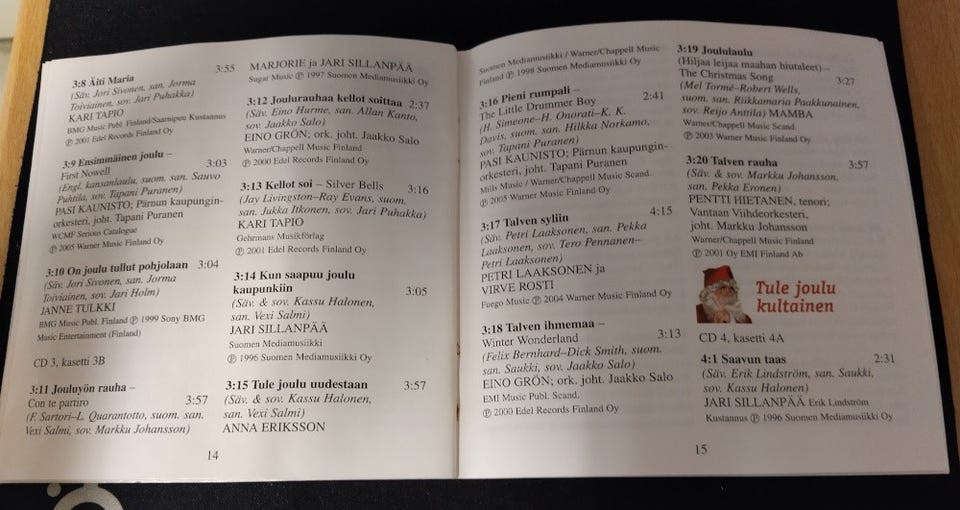 3:8 Äiti Maria 3:55
(Säv. Jori Sivonen, san. Jorma
Toiviainen, sov. Jari Puhakka)
KARI TAPIO
BMG Music Publ. Finland/Saarnipuu Kustannus
℗ 2001 Edel Records Finland Oy
3:9 Ensimmäinen joulu –
First Nowell 3:03
(Engl. kansanlaulu, suom. san. Sauvo
Puhtila, sov. Tapani Puranen)
PASI KAUNISTO; Pärnun kaupungin-
orkesteri, joht. Tapani Puranen
WCMF Serious Catalogue
℗ 2005 Warner Music Finland Oy
3:10 On joulu tullut pohjolaan 3:04
(Säv. Jori Sivonen, san. Jorma
Toiviainen, sov. Jari Holm)
JANNE TULKKI
BMG Music Publ. Finland ℗ 1999 Sony BMG
Music Entertainment (Finland)
CD 3, kasetti 3B
3:11 Jouluyön rauha –
Con te partiro 3:57
(F. Sartori–L. Quarantotto, suom. san.
Vexi Salmi, sov. Markku Johansson)
MARJORIE ja JARI SILLANPÄÄ
Sugar Music ℗ 1997 Suomen Mediamusiikki Oy
3:12 Joulurauhaa kellot soittaa 2:37
(Säv. Eino Hurme, san. Allan Kanto,
sov. Jaakko Salo)
EINO GRÖN; ork. joht. Jaakko Salo
Warner/Chappell Music Finland
℗ 2000 Edel Records Finland Oy
3:13 Kellot soi – Silver Bells 3:16
(Jay Livingston–Ray Evans, suom.
san. Jukka Itkonen, sov. Jari Puhakka)
KARI TAPIO
Gehrmans Musikförlag
℗ 2001 Edel Records Finland Oy
3:14 Kun saapuu joulu
kaupunkiin 3:05
(Säv. & sov. Kassu Halonen,
san. Vexi Salmi)
JARI SILLANPÄÄ
Suomen Mediamusiikki
℗ 1996 Suomen Mediamusiikki Oy
3:15 Tule joulu uudestaan 3:57
(Säv. & sov. Kassu Halonen,
san. Vexi Salmi)
ANNA ERIKSSON
14
Suomen Mediamusiikki / Warner/Chappell Music
Finland ℗ 1998 Suomen Mediamusiikki Oy
3:16 Pieni rumpali –
The Little Drummer Boy 2:41
(H. Simeone–H. Onorati–K. K.
Davis, suom. san. Hilkka Norkamo,
sov. Tapani Puranen)
PASI KAUNISTO; Pärnun kaupungin-
orkesteri, joht. Tapani Puranen
Mills Music / Warner/Chappell Music Scand.
℗ 2005 Warner Music Finland Oy
3:17 Talven syliin 4:15
(Säv. Petri Laaksonen, san. Pekka
Laaksonen, sov. Tero Pennanen–
Petri Laaksonen)
PETRI LAAKSONEN ja
VIRVE ROSTI
Fuego Music ℗ 2004 Warner Music Finland Oy
3:18 Talven ihmemaa –
Winter Wonderland 3:13
(Felix Bernhard–Dick Smith, suom.
san. Saukki, sov. Jaakko Salo)
EINO GRÖN; ork. joht. Jaakko Salo
EMI Music Publ. Scand.
℗ 2000 Edel Records Finland Oy
3:19 Joululaulu
(Hiljaa leijaa maahan hiutaleet) –
The Christmas Song 3:27
(Mel Tormé–Robert Wells,
suom. san. Riikkamaria Paakkunainen,
sov. Reijo Anttila) MAMBA
Warner/Chappell Music Scand.
℗ 2003 Warner Music Finland Oy
3:20 Talven rauha 3:57
(Säv. & sov. Markku Johansson,
san. Pekka Eronen)
PENTTI HIETANEN, tenori;
Vantaan Viihdeorkesteri,
joht. Markku Johansson
Warner/Chappell Music Finland
℗ 2001 Oy EMI Finland Ab
Tule joulu
kultainen
CD 4, kasetti 4A
4:1 Saavun taas 2:31
(Säv. Erik Lindström, san. Saukki,
sov. Kassu Halonen)
JARI SILLANPÄÄ Erik Lindström
Kustannus ℗ 1996 Suomen Mediamusiikki Oy
15